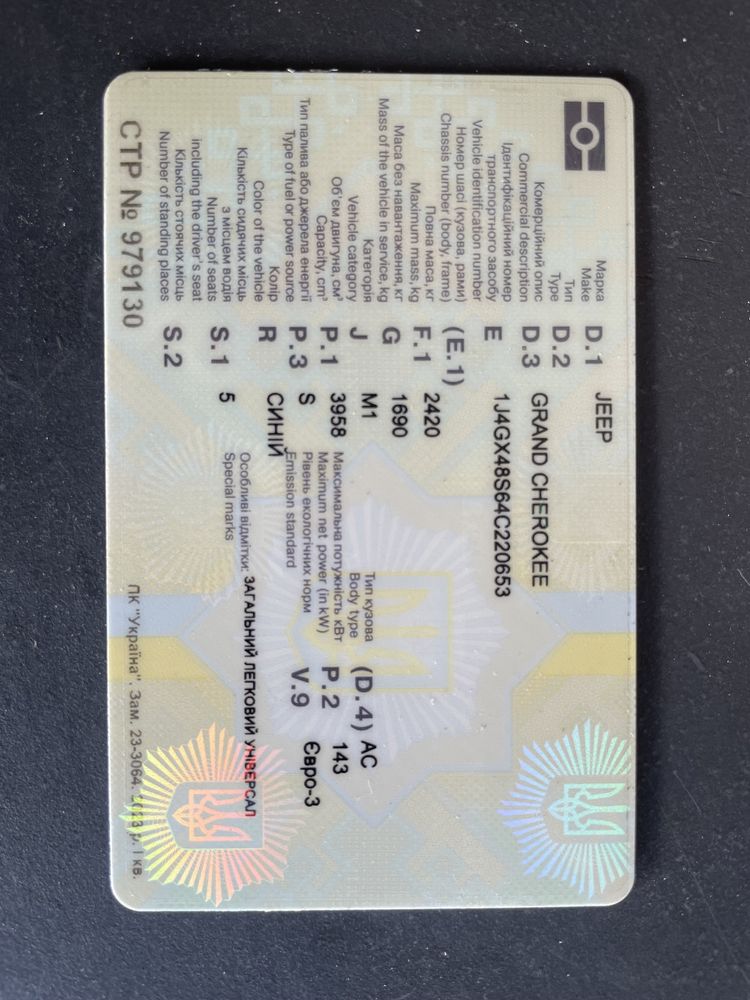 Марка D.1 JEEP
Make
Тип D.2
Type
Комерційний опис D.3 GRAND CHEROKEE
Commercial description
Ідентифікаційний номер
транспортного засобу E 1J4GX48S64C220653
Vehicle identification number
Номер шасі (кузова, рами) (E.1)
Chassis number (body, frame)
Повна маса, кг F.1 2420
Maximum mass, kg
Маса без навантаження, кг G 1690
Mass of the vehicle in service, kg
Категорія J M1 Тип кузова (D.4) AC
Vehicle category Body type
Об'єм двигуна, см³ P.1 3958 Максимальна потужність кВт P.2 143
Capacity, cm³ Maximum net power (in kW)
Тип палива або джерела енергії P.3 S Рівень екологічних норм V.9 Євро-3
Type of fuel or power source Emission standard
Колір R СИНІЙ
Color of the vehicle
Кількість сидячих місць
з місцем водія S.1 5 Особливі відмітки: ЗАГАЛЬНИЙ ЛЕГКОВИЙ УНІВЕРСАЛ
Number of seats Special marks
including the driver's seat
Кількість стоячих місць S.2
Number of standing places
СТР № 979130
ПК "Україна". Зам. 23-3064. р. І кв.